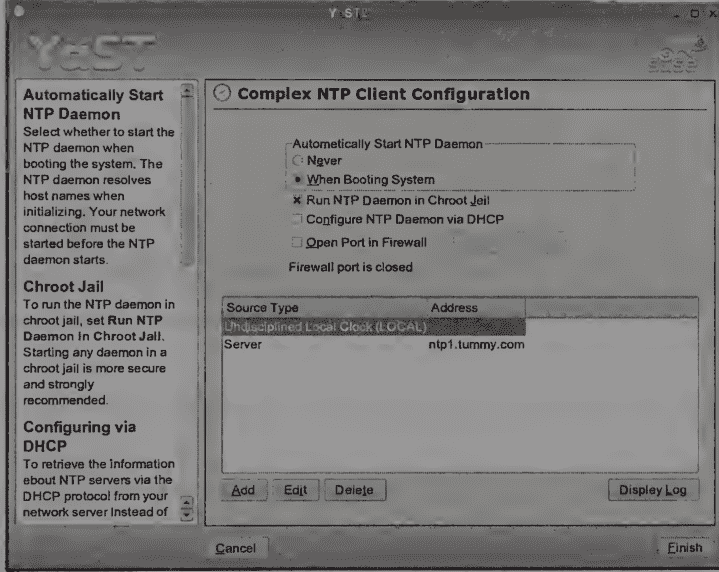 YaST2
YaST
suse
Automatically Start
NTP Daemon
Select whether to start the
NTP daemon when
booting the system. The
NTP daemon resolves
host names when
initializing. Your network
connection must be
started before the NTP
daemon starts.
Chroot Jail
To run the NTP daemon in
chroot jail, set Run NTP
Daemon in Chroot Jail.
Starting any daemon in a
chroot jail is more secure
and strongly
recommended.
Configuring via
DHCP
To retrieve the information
about NTP servers via the
DHCP protocol from your
network server instead of
Complex NTP Client Configuration
Automatically Start NTP Daemon
Never
When Booting System
Run NTP Daemon in Chroot Jail
Configure NTP Daemon via DHCP
Open Port in Firewall
Firewall port is closed
Source Type Address
Undisciplined Local Clock (LOCAL)
Server ntp1.tummy.com
Add Edit Delete Display Log
Cancel Finish